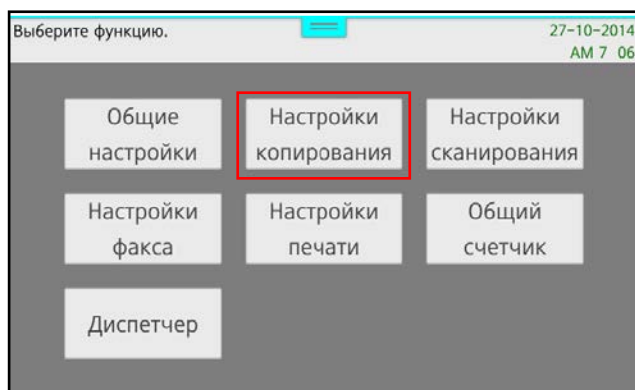 Выберите функцию.
27-10-2014
AM 7 06
Общие
настройки
Настройки
копирования
Настройки
сканирования
Настройки
факса
Настройки
печати
Общий
счетчик
Диспетчер